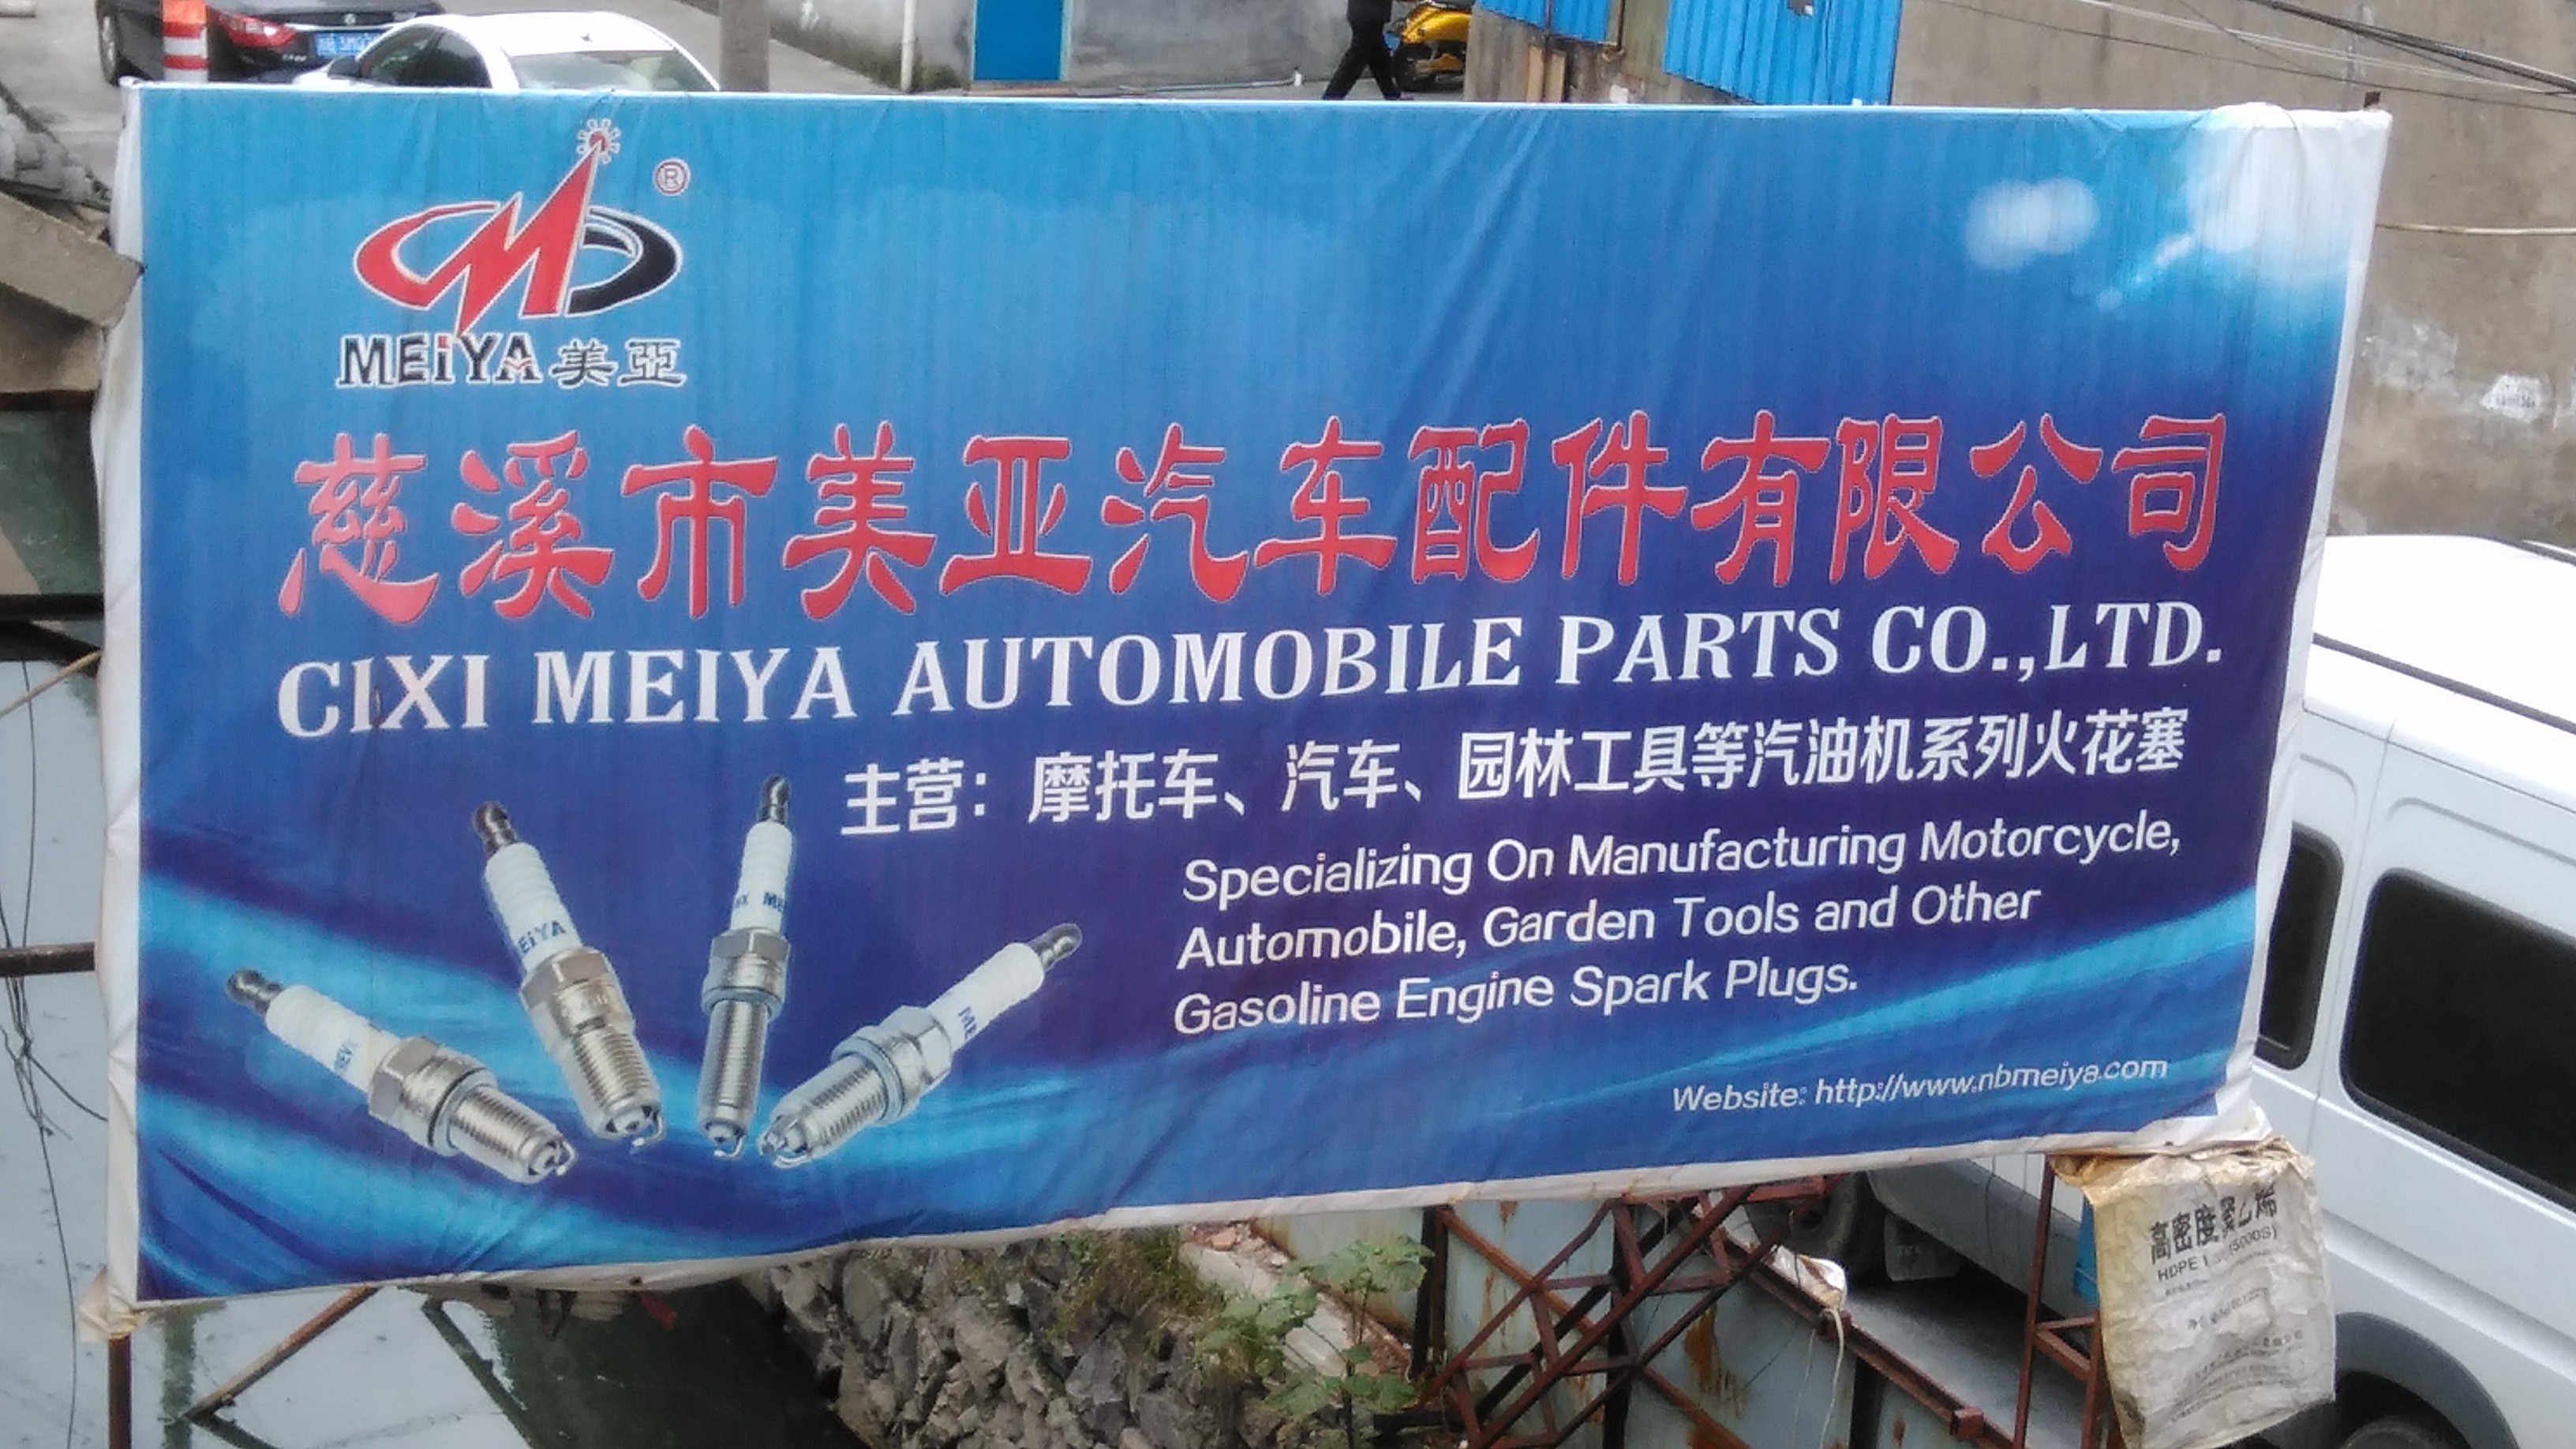 ®
MEiYA 美亞
慈溪市美亚汽车配件有限公司
CIXI MEIYA AUTOMOBILE PARTS CO.,LTD.
主营：摩托车、汽车、园林工具等汽油机系列火花塞
Specializing On Manufacturing Motorcycle,
Automobile, Garden Tools and Other
Gasoline Engine Spark Plugs.
MEiYA
Website: http://www.nbmeiya.com
高密度聚乙烯
HDPE